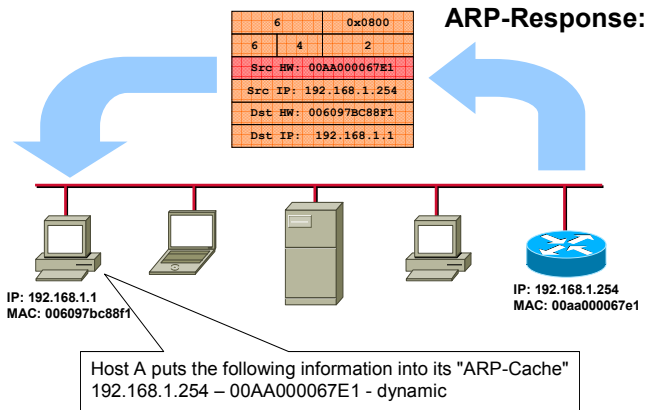 ARP-Response:
6 0x0800
6 4 2
Src HW: 00AA000067E1
Src IP: 192.168.1.254
Dst HW: 006097BC88F1
Dst IP: 192.168.1.1
IP: 192.168.1.1
MAC: 006097bc88f1
IP: 192.168.1.254
MAC: 00aa000067e1
Host A puts the following information into its "ARP-Cache"
192.168.1.254 – 00AA000067E1 - dynamic